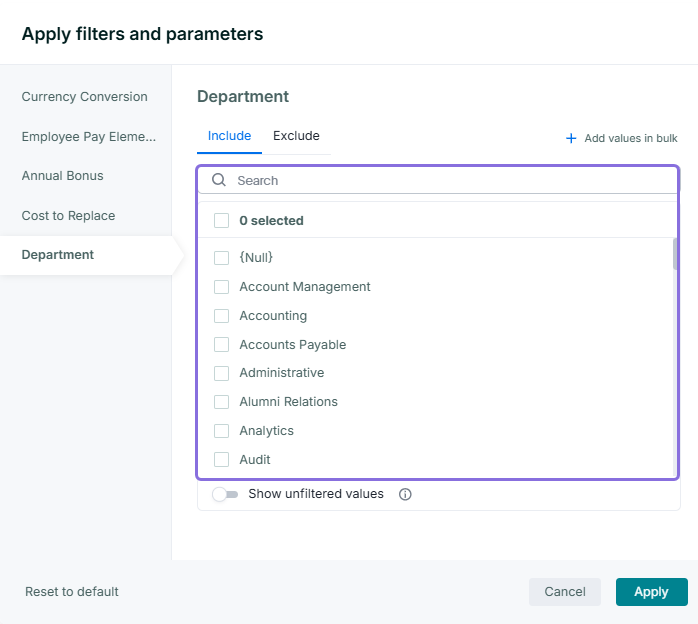 Apply filters and parameters
Currency Conversion
Employee Pay Eleme...
Annual Bonus
Cost to Replace
Department
Department
Include Exclude
+ Add values in bulk
Search
0 selected
{Null}
Account Management
Accounting
Accounts Payable
Administrative
Alumni Relations
Analytics
Audit
Show unfiltered values
Reset to default
Cancel Apply